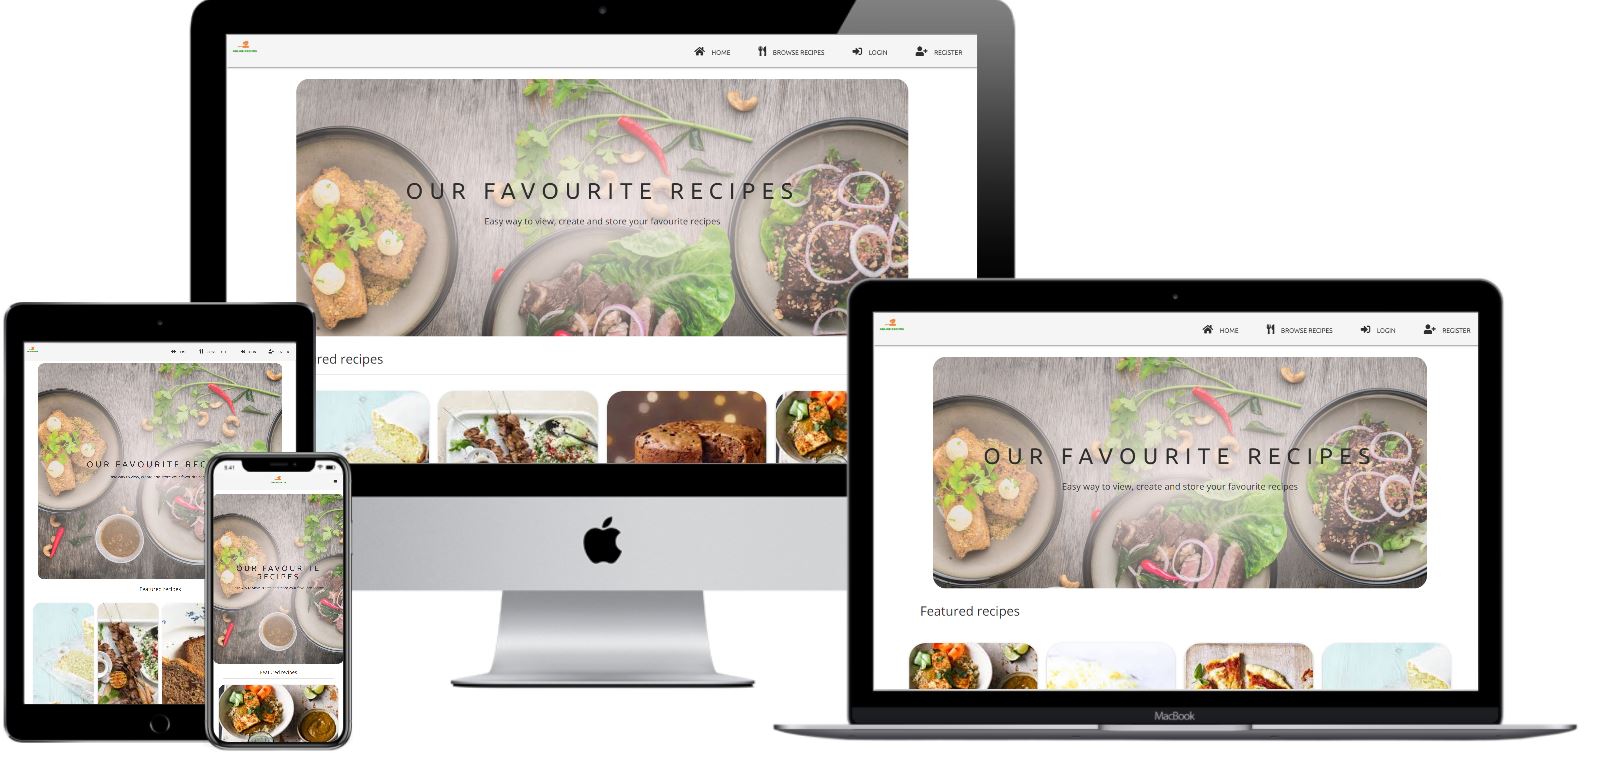 HOME BROWSE RECIPES LOGIN REGISTER
OUR FAVOURITE RECIPES
Easy way to view, create and store your favourite recipes
red recipes
HOME BROWSE RECIPES LOGIN REGISTER
OUR FAVOURITE RECIPES
Easy way to view, create and store your favourite recipes
Featured recipes
MacBook
OUR FAVOURITE REC
Featured recipes
9:41
OUR FAVOURITE
RECIPES
Featured recipes